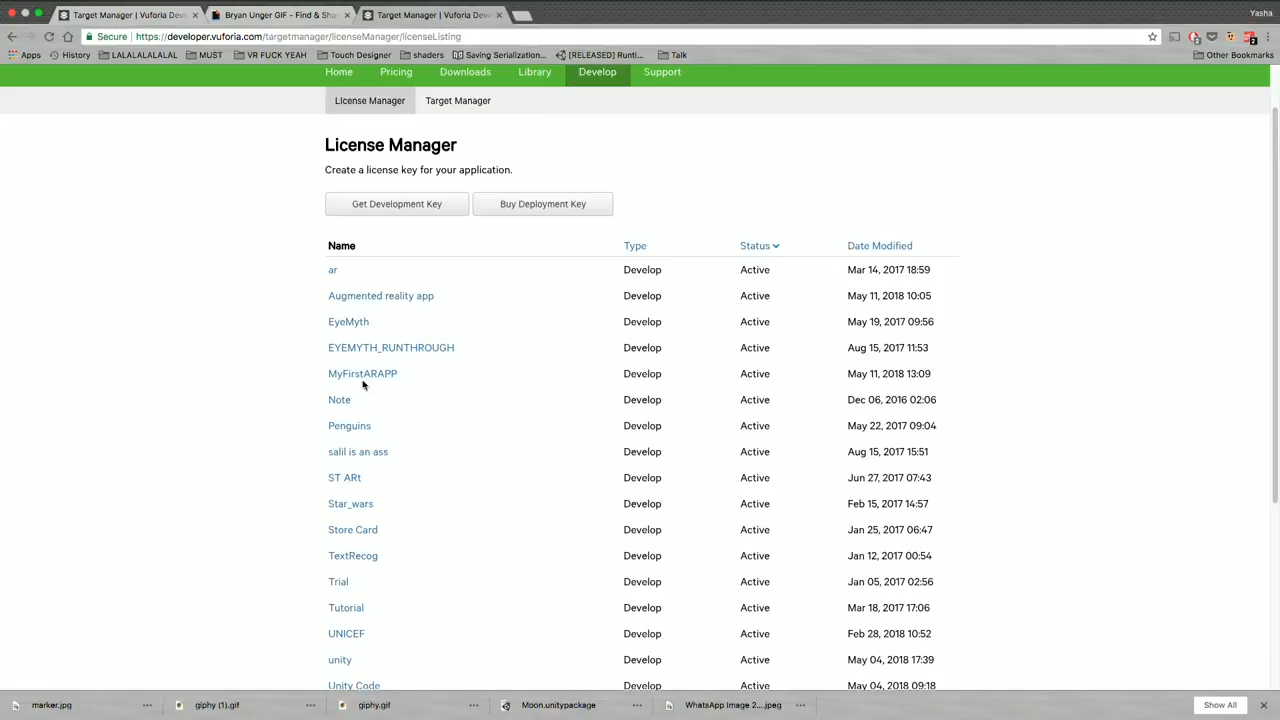 Target Manager | Vuforia Dev
Bryan Unger GIF - Find & Sha
Target Manager | Vuforia Dev
Yasha
Secure | https://developer.vuforia.com/targetmanager/licenseManager/licenseListing
Apps History LALALALALALAL MUST VR FUCK YEAH Touch Designer shaders Saving Serialization... [RELEASED] Runti... Talk Other Bookmarks
Home Pricing Downloads Library Develop Support
License Manager Target Manager
License Manager
Create a license key for your application.
Get Development Key Buy Deployment Key
Name Type Status Date Modified
ar Develop Active Mar 14, 2017 18:59
Augmented reality app Develop Active May 11, 2018 10:05
EyeMyth Develop Active May 19, 2017 09:56
EYEMYTH_RUNTHROUGH Develop Active Aug 15, 2017 11:53
MyFirstARAPP Develop Active May 11, 2018 13:09
Note Develop Active Dec 06, 2016 02:06
Penguins Develop Active May 22, 2017 09:04
salil is an ass Develop Active Aug 15, 2017 15:51
ST ARt Develop Active Jun 27, 2017 07:43
Star_wars Develop Active Feb 15, 2017 14:57
Store Card Develop Active Jan 25, 2017 06:47
TextRecog Develop Active Jan 12, 2017 00:54
Trial Develop Active Jan 05, 2017 02:56
Tutorial Develop Active Mar 18, 2017 17:06
UNICEF Develop Active Feb 28, 2018 10:52
unity Develop Active May 04, 2018 17:39
Unity Code Develop Active May 04, 2018 09:18
marker.jpg giphy (1).gif giphy.gif Moon.unitypackage WhatsApp Image 2....jpeg Show All